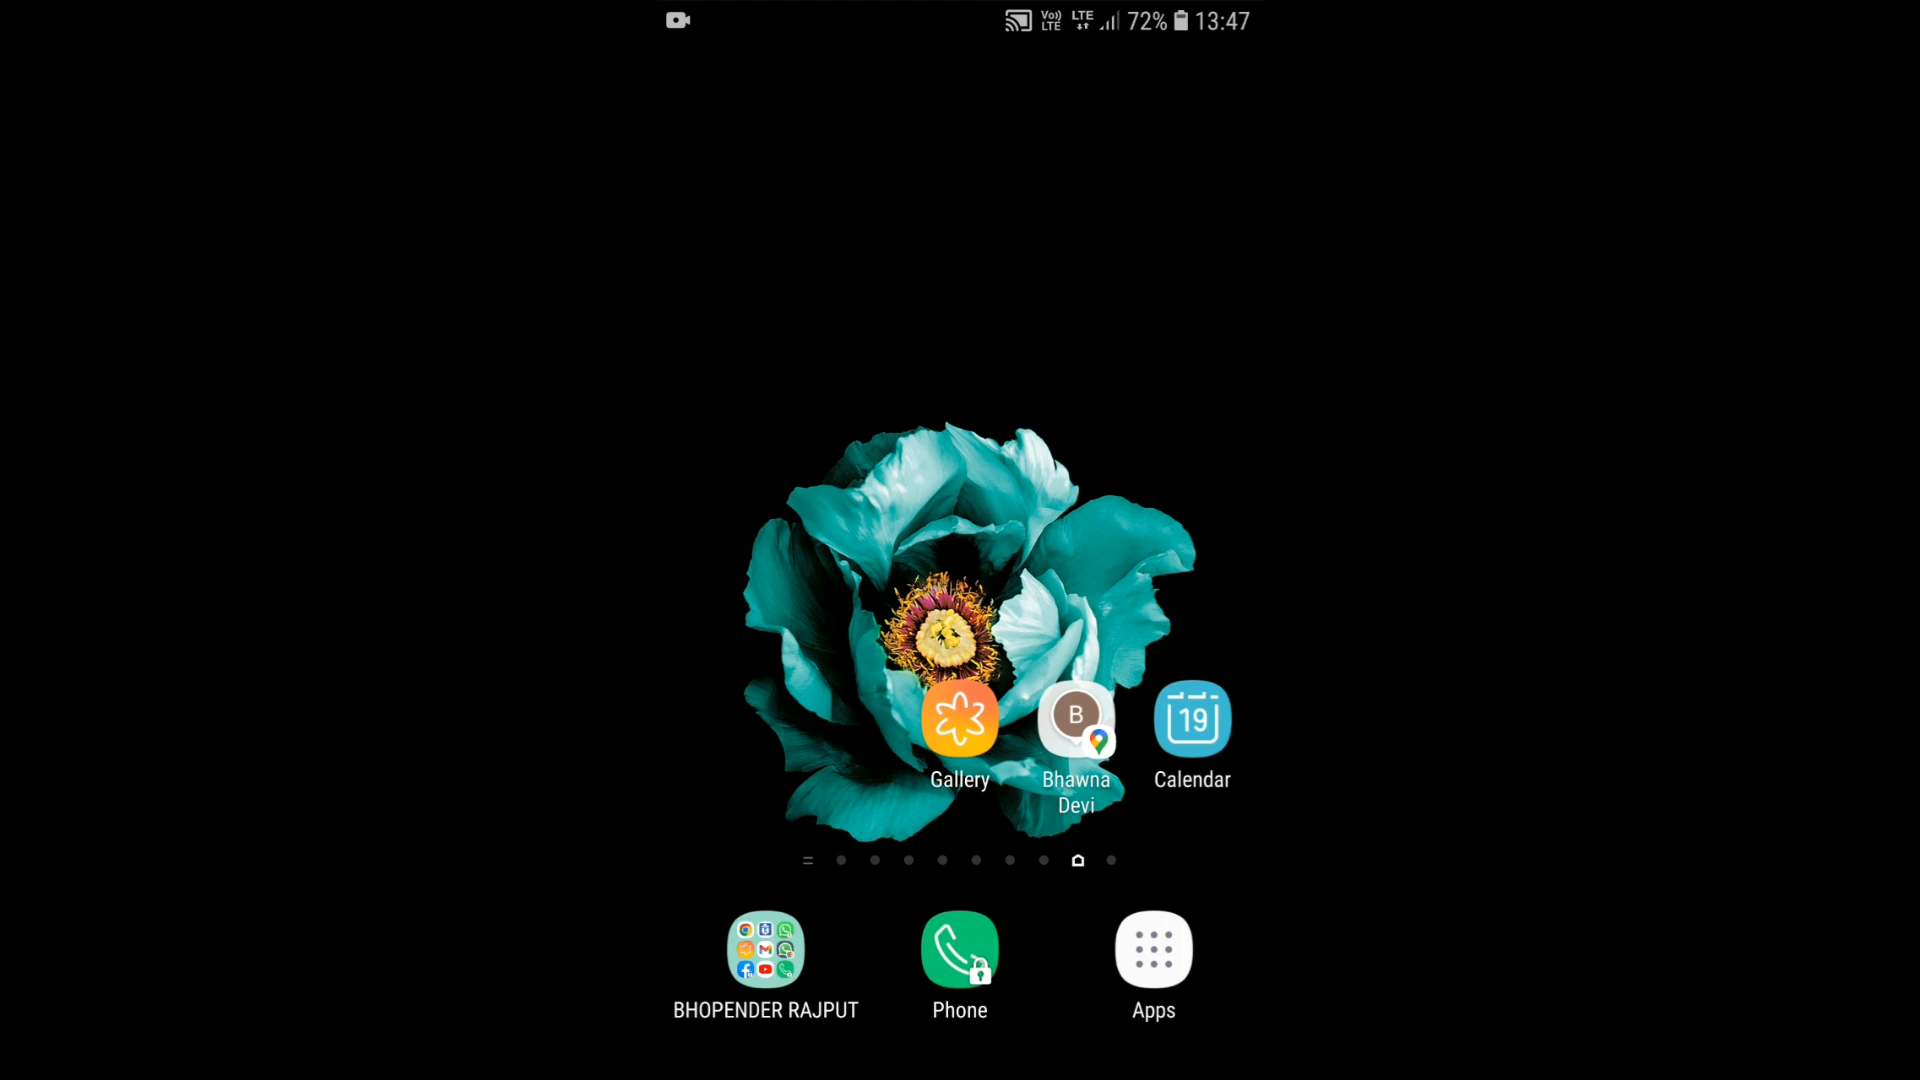 Vo)) LTE LTE 72% 13:47
B 19
Gallery Bhawna Calendar
Devi
BHOPENDER RAJPUT Phone Apps